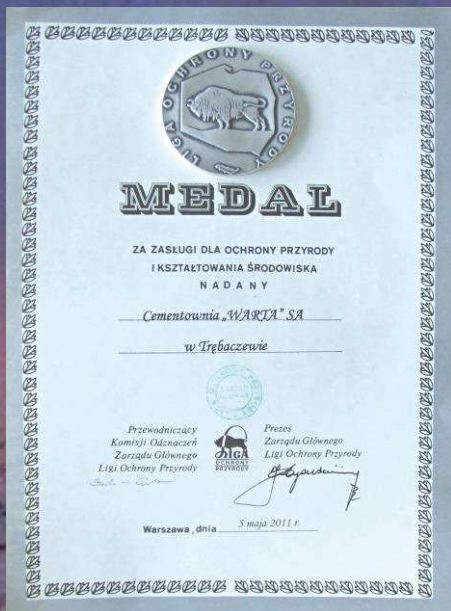 LIGA OCHRONY PRZYRODY
MEDAL
ZA ZASŁUGI DLA OCHRONY PRZYRODY
I KSZTAŁTOWANIA ŚRODOWISKA
NADANY
Cementownia „WARTA” SA
w Trębaczewie
Przewodniczący
Komisji Odznaczeń
Zarządu Głównego
Ligi Ochrony Przyrody
LIGA
OCHRONY
PRZYRODY
Prezes
Zarządu Głównego
Ligi Ochrony Przyrody
Warszawa, dnia 5 maja 2011 r.